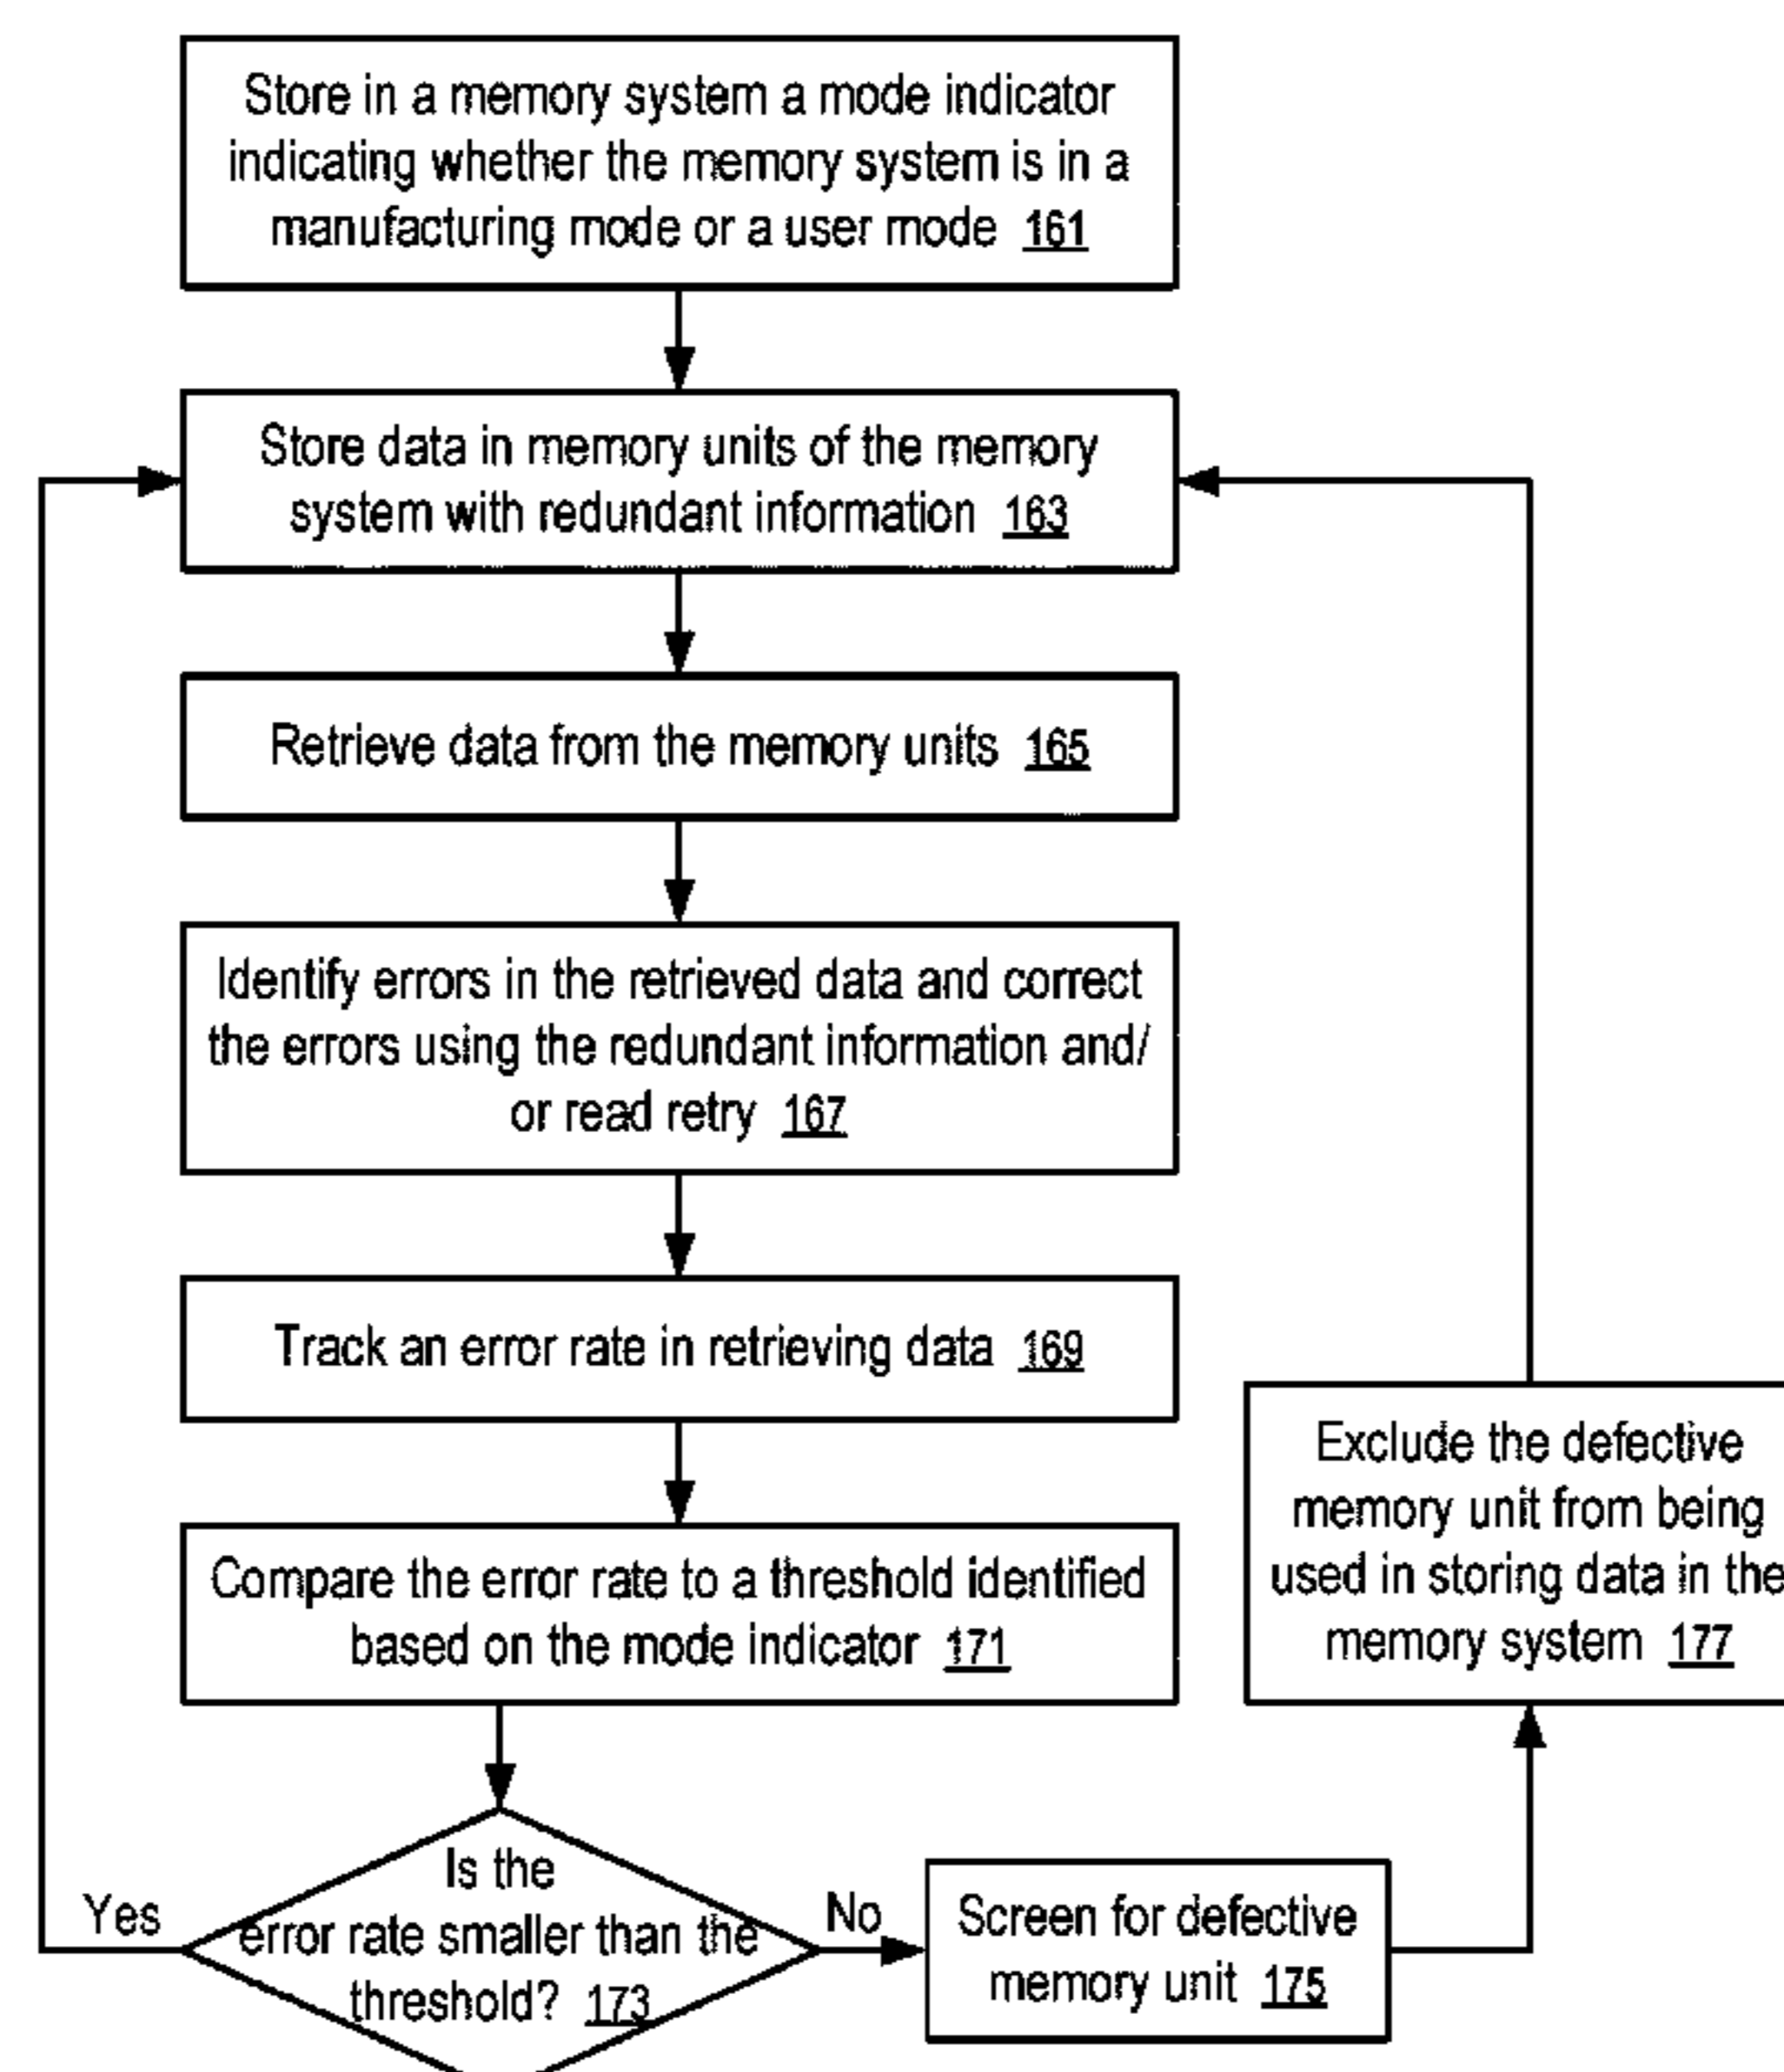 Store in a memory system a mode indicator
indicating whether the memory system is in a
manufacturing mode or a user mode 161
Store data in memory units of the memory
system with redundant information 163
Retrieve data from the memory units 165
Identify errors in the retrieved data and correct
the errors using the redundant information and/
or read retry 167
Track an error rate in retrieving data 169
Compare the error rate to a threshold identified
based on the mode indicator 171
Exclude the defective
memory unit from being
used in storing data in the
memory system 177
Yes
Is the
error rate smaller than the
threshold? 173
No
Screen for defective
memory unit 175